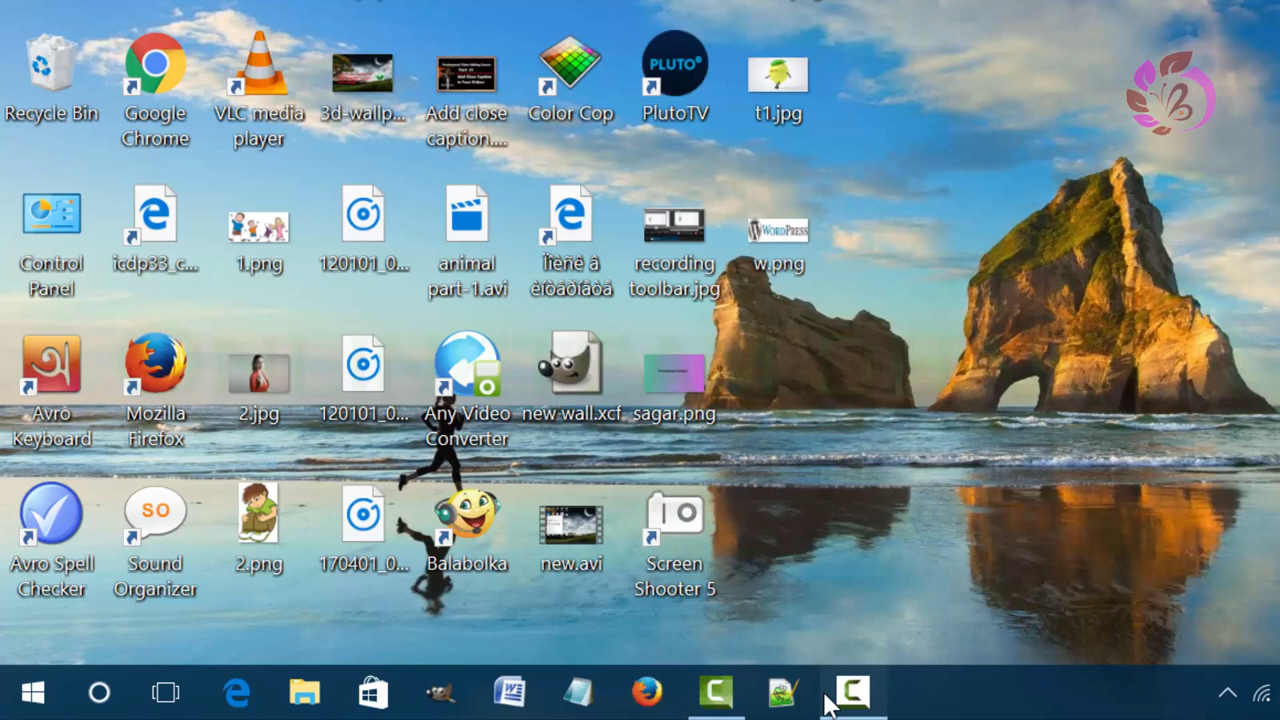 Recycle Bin
Google
Chrome
VLC media
player
3d-wallp...
Add close
caption....
Color Cop
PLUTO
PlutoTV
t1.jpg
Control
Panel
icdp33_c...
1.png
120101_0...
animal
part-1.avi
Ïîèñê â
èíòåðíåòå
recording
toolbar.jpg
WORDPRESS
w.png
অ
Avro
Keyboard
Mozilla
Firefox
2.jpg
120101_0...
Any Video
Converter
new wall.xcf
sagar.png
Avro Spell
Checker
SO
Sound
Organizer
2.png
170401_0...
Balabolka
new.avi
Screen
Shooter 5